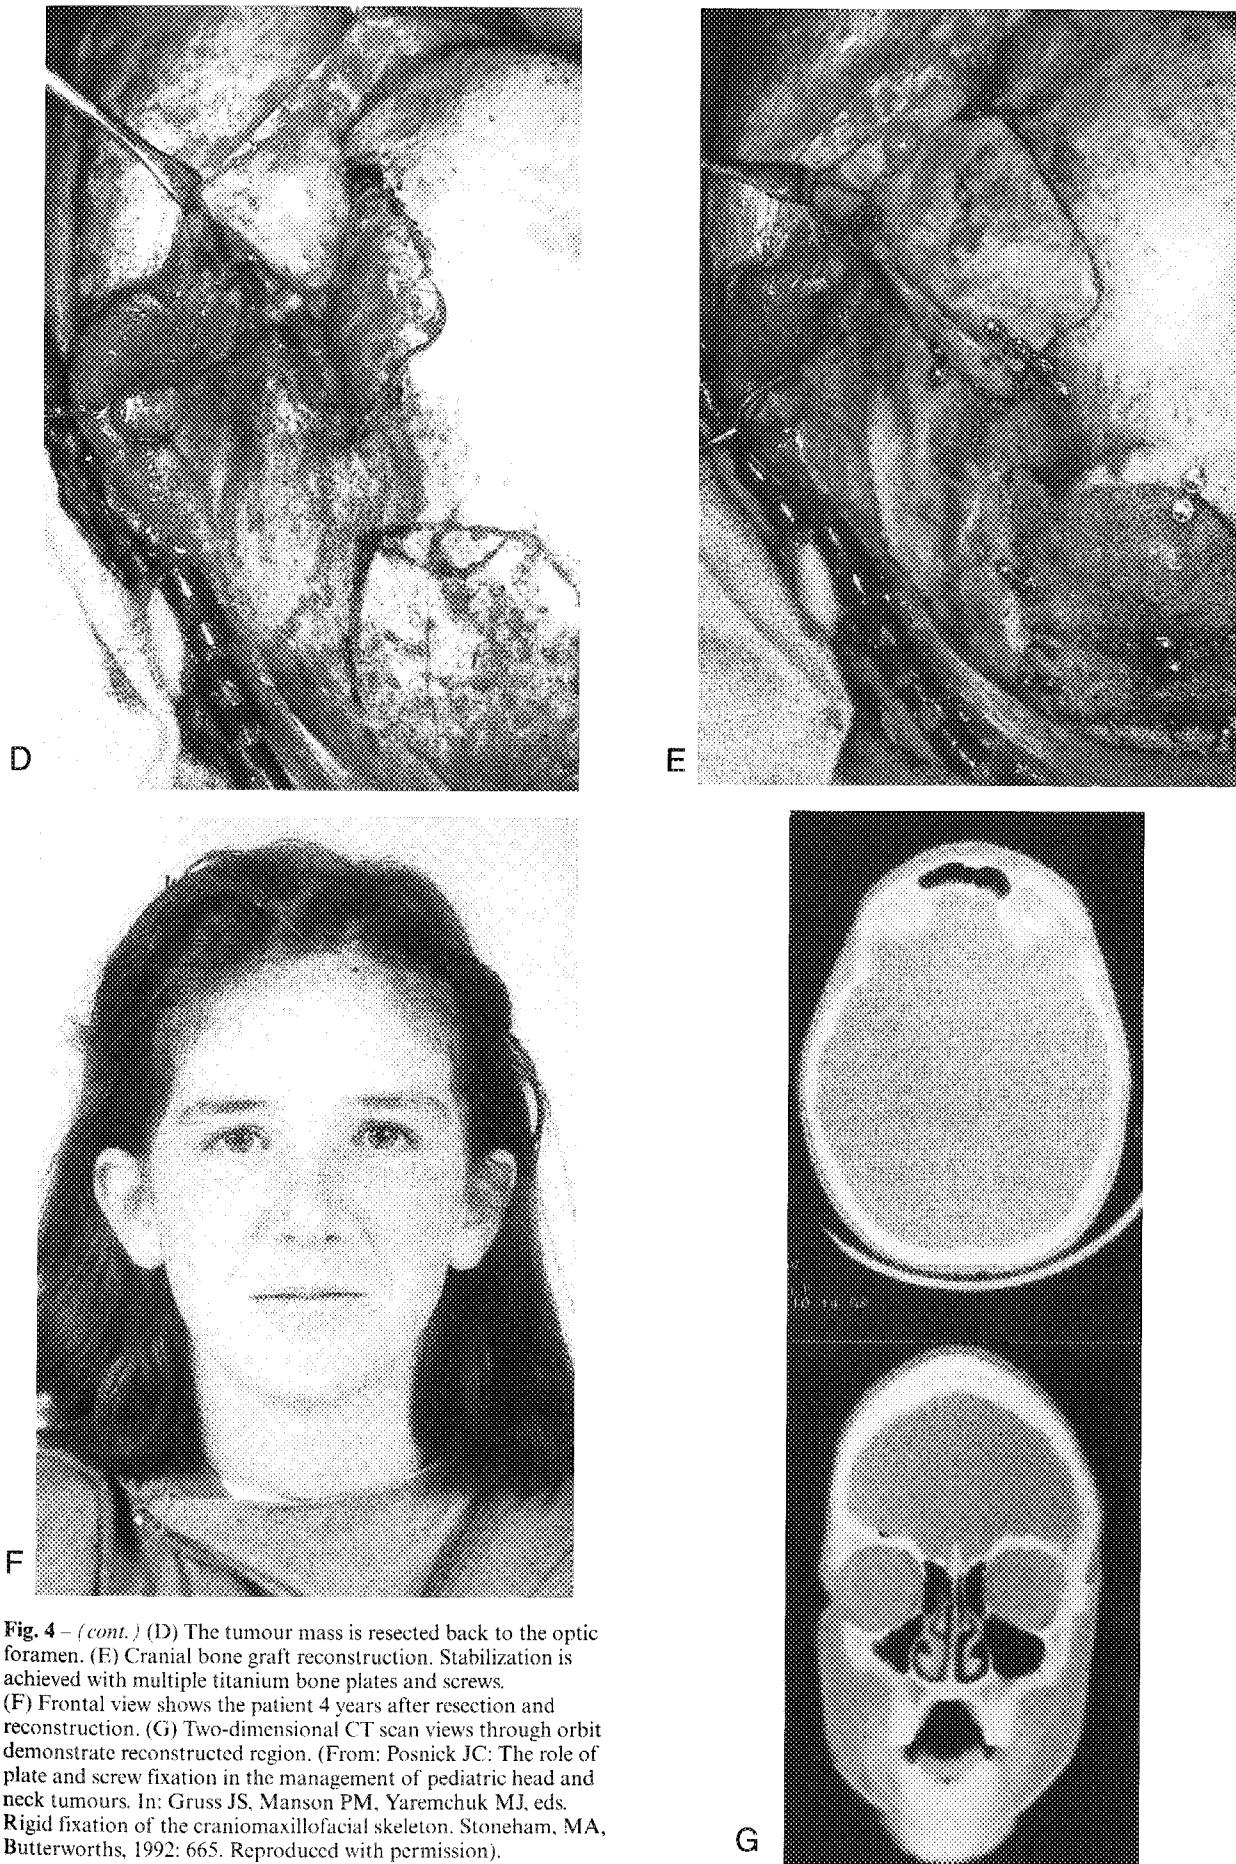 D
E
F
G
Fig. 4 – (cont.) (D) The tumour mass is resected back to the optic
foramen. (E) Cranial bone graft reconstruction. Stabilization is
achieved with multiple titanium bone plates and screws.
(F) Frontal view shows the patient 4 years after resection and
reconstruction. (G) Two-dimensional CT scan views through orbit
demonstrate reconstructed region. (From: Posnick JC: The role of
plate and screw fixation in the management of pediatric head and
neck tumours. In: Gruss JS, Manson PM, Yaremchuk MJ, eds.
Rigid fixation of the craniomaxillofacial skeleton. Stoneham, MA,
Butterworths, 1992: 665. Reproduced with permission).